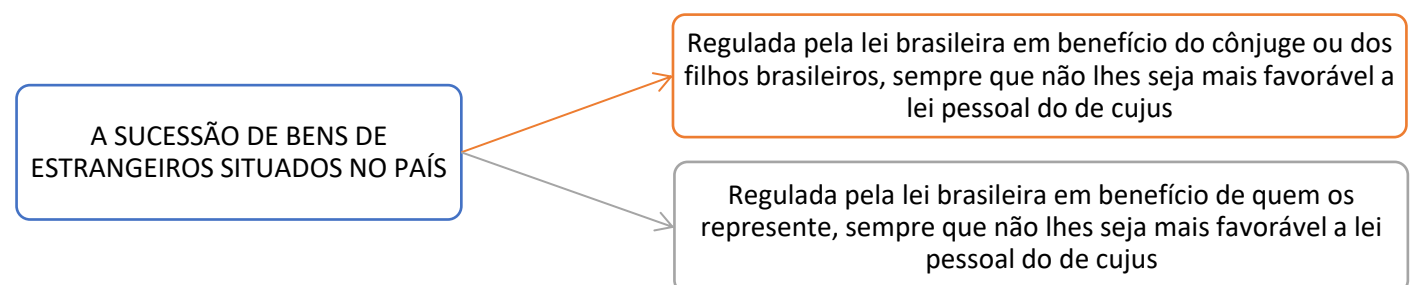 A SUCESSÃO DE BENS DE
ESTRANGEIROS SITUADOS NO PAÍS
Regulada pela lei brasileira em benefício do cônjuge ou dos
filhos brasileiros, sempre que não lhes seja mais favorável a
lei pessoal do de cujus
Regulada pela lei brasileira em benefício de quem os
represente, sempre que não lhes seja mais favorável a lei
pessoal do de cujus